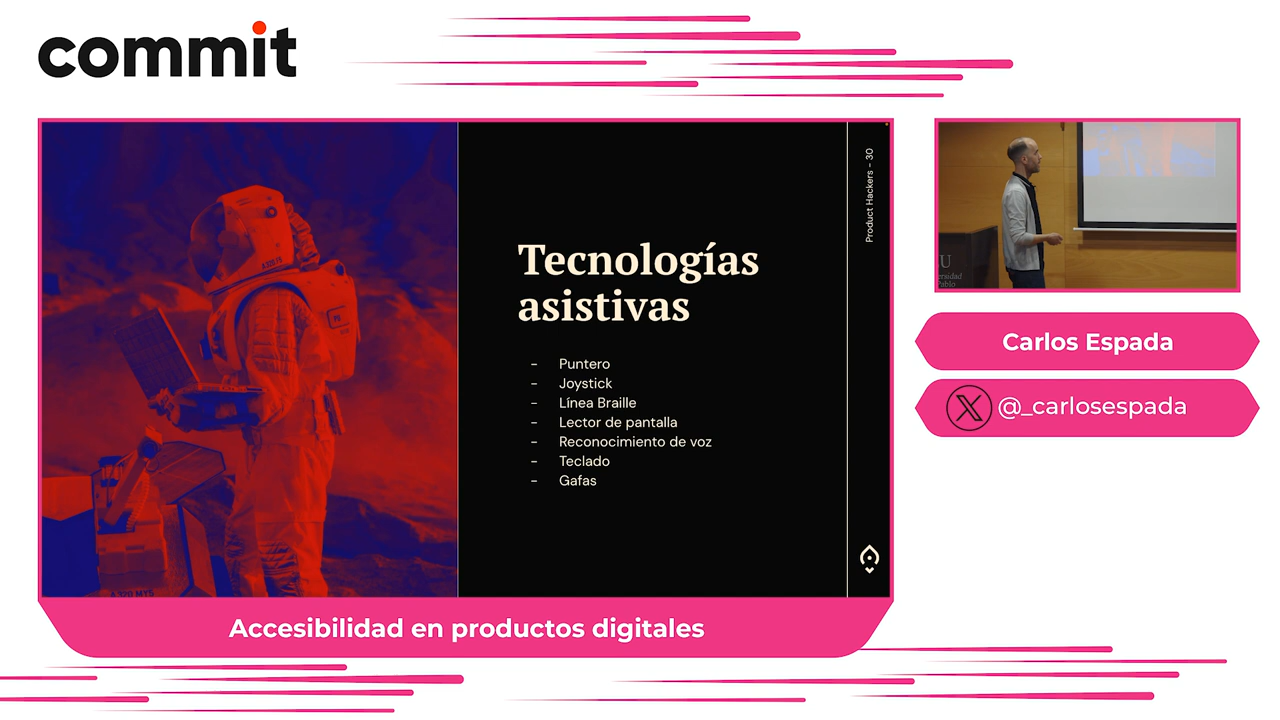 commit
Tecnologías
asistivas
- Puntero
- Joystick
- Línea Braille
- Lector de pantalla
- Reconocimiento de voz
- Teclado
- Gafas
Product Hackers - 30
Carlos Espada
@_carlosespada
Accesibilidad en productos digitales